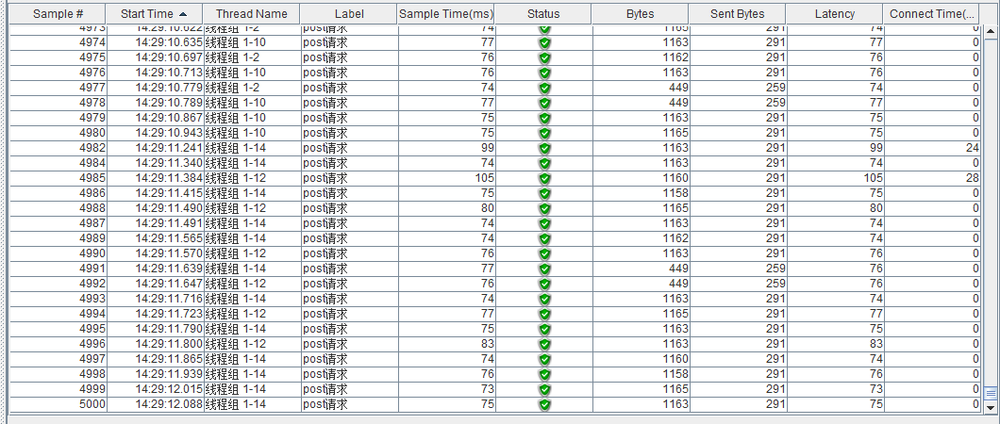 Sample # Start Time Thread Name Label Sample Time(ms) Status Bytes Sent Bytes Latency Connect Time(...
4973 14:29:10.622 线程组 1-2 post请求 74 1165 291 74 0
4974 14:29:10.635 线程组 1-10 post请求 77 1163 291 77 0
4975 14:29:10.697 线程组 1-2 post请求 76 1162 291 76 0
4976 14:29:10.713 线程组 1-10 post请求 76 1163 291 76 0
4977 14:29:10.779 线程组 1-2 post请求 74 449 259 74 0
4978 14:29:10.789 线程组 1-10 post请求 77 449 259 77 0
4979 14:29:10.867 线程组 1-10 post请求 75 1163 291 75 0
4980 14:29:10.943 线程组 1-10 post请求 75 1165 291 75 0
4982 14:29:11.241 线程组 1-14 post请求 99 1163 291 99 24
4984 14:29:11.340 线程组 1-14 post请求 74 1163 291 74 0
4985 14:29:11.384 线程组 1-12 post请求 105 1160 291 105 28
4986 14:29:11.415 线程组 1-14 post请求 75 1158 291 75 0
4988 14:29:11.490 线程组 1-12 post请求 80 1165 291 80 0
4987 14:29:11.491 线程组 1-14 post请求 74 1163 291 74 0
4989 14:29:11.565 线程组 1-14 post请求 74 1162 291 74 0
4990 14:29:11.570 线程组 1-12 post请求 76 1163 291 76 0
4991 14:29:11.639 线程组 1-14 post请求 77 449 259 76 0
4992 14:29:11.647 线程组 1-12 post请求 76 449 259 76 0
4993 14:29:11.716 线程组 1-14 post请求 74 1163 291 74 0
4994 14:29:11.723 线程组 1-12 post请求 77 1165 291 77 0
4995 14:29:11.790 线程组 1-14 post请求 75 1163 291 75 0
4996 14:29:11.800 线程组 1-12 post请求 83 1163 291 83 0
4997 14:29:11.865 线程组 1-14 post请求 74 1160 291 74 0
4998 14:29:11.939 线程组 1-14 post请求 76 1158 291 76 0
4999 14:29:12.015 线程组 1-14 post请求 73 1165 291 73 0
5000 14:29:12.088 线程组 1-14 post请求 75 1163 291 75 0